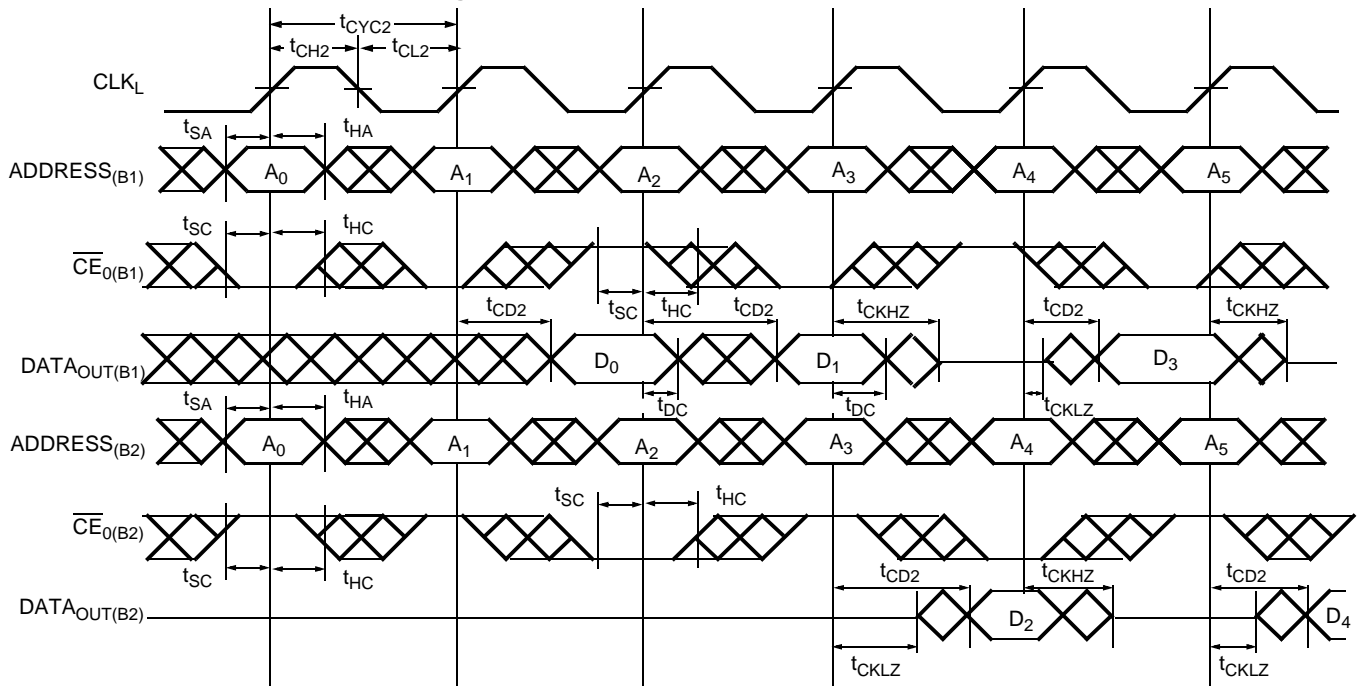 tCYC2
tCH2 tCL2
CLKL
tSA tHA
ADDRESS(B1) A0 A1 A2 A3 A4 A5
tSC tHC
CE0(B1)
tCD2 tSC tHC tCD2 tCKHZ tCD2 tCKHZ
DATAOUT(B1) D0 D1 D3
tSA tHA tDC tDC tCKLZ
ADDRESS(B2) A0 A1 A2 A3 A4 A5
tSC tHC
CE0(B2)
tSC tHC tCD2 tCKHZ tCD2
DATAOUT(B2) D2 D4
tCKLZ tCKLZ